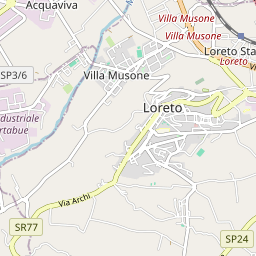 Acquaviva
Villa Musone
Villa
Musone
Loreto Sta
Loreto
SP3/6
Villa Musone
Loreto
dustriale
rtabue
Via Archi
SR77
SP24